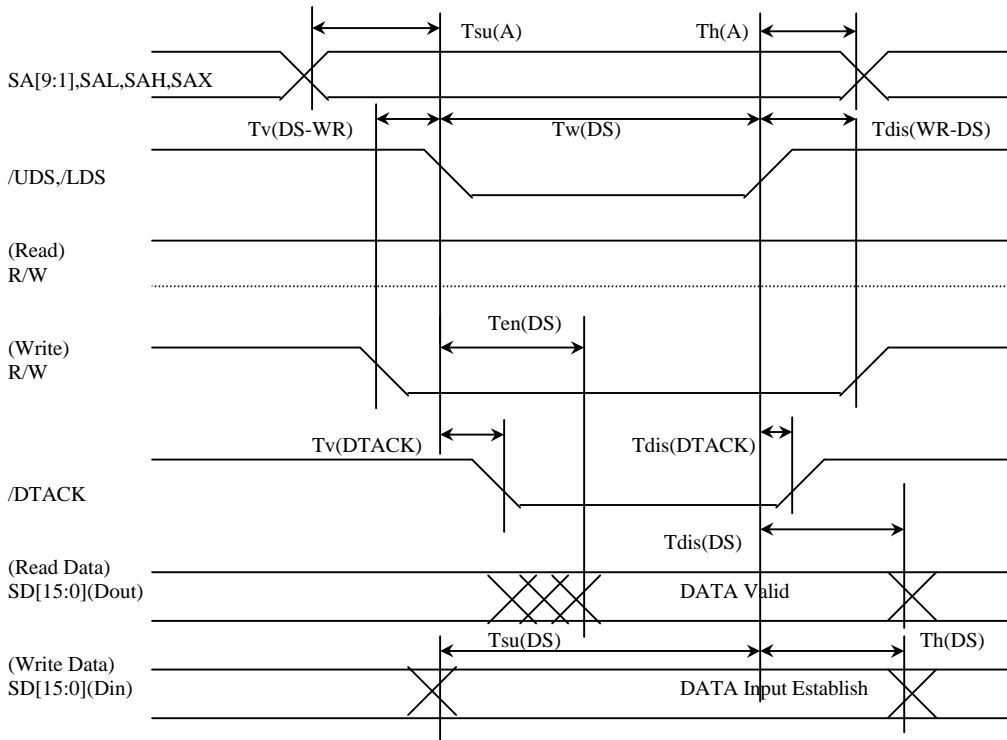 Tsu(A) Th(A)
SA[9:1],SAL,SAH,SAX
Tv(DS-WR) Tw(DS) Tdis(WR-DS)
/UDS,/LDS
(Read)
R/W
Ten(DS)
(Write)
R/W
Tv(DTACK) Tdis(DTACK)
/DTACK
Tdis(DS)
(Read Data)
SD[15:0](Dout) DATA Valid
Tsu(DS) Th(DS)
(Write Data)
SD[15:0](Din) DATA Input Establish